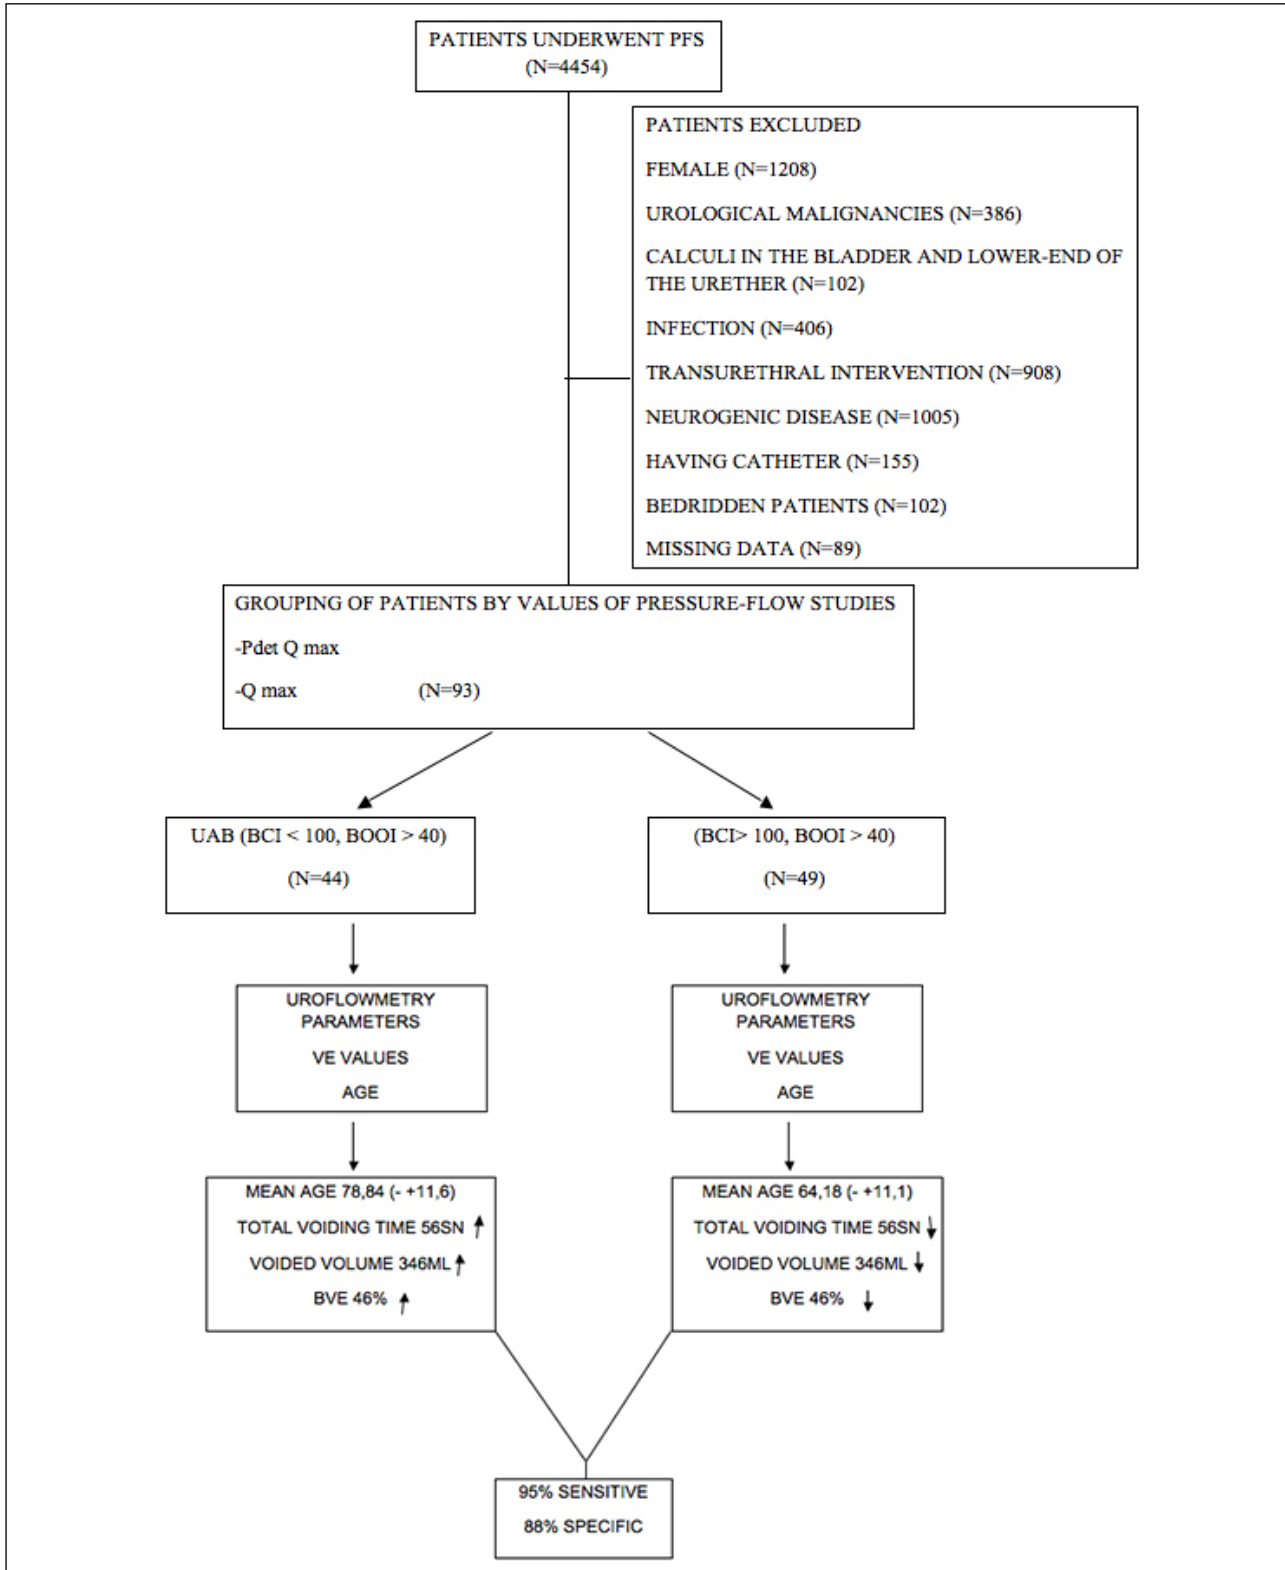 PATIENTS UNDERWENT PFS
(N=4454)
PATIENTS EXCLUDED
FEMALE (N=1208)
UROLOGICAL MALIGNANCIES (N=386)
CALCULI IN THE BLADDER AND LOWER-END OF
THE URETHER (N=102)
INFECTION (N=406)
TRANSURETHRAL INTERVENTION (N=908)
NEUROGENIC DISEASE (N=1005)
HAVING CATHETER (N=155)
BEDRIDDEN PATIENTS (N=102)
MISSING DATA (N=89)
GROUPING OF PATIENTS BY VALUES OF PRESSURE-FLOW STUDIES
-Pdet Q max
-Q max (N=93)
UAB (BCI < 100, BOOI > 40)
(N=44)
(BCI> 100, BOOI > 40)
(N=49)
UROFLOWMETRY
PARAMETERS
VE VALUES
AGE
UROFLOWMETRY
PARAMETERS
VE VALUES
AGE
MEAN AGE 78,84 (- +11,6)
TOTAL VOIDING TIME 56SN ↑
VOIDED VOLUME 346ML ↑
BVE 46% ↑
MEAN AGE 64,18 (- +11,1)
TOTAL VOIDING TIME 56SN ↓
VOIDED VOLUME 346ML ↓
BVE 46% ↓
95% SENSITIVE
88% SPECIFIC